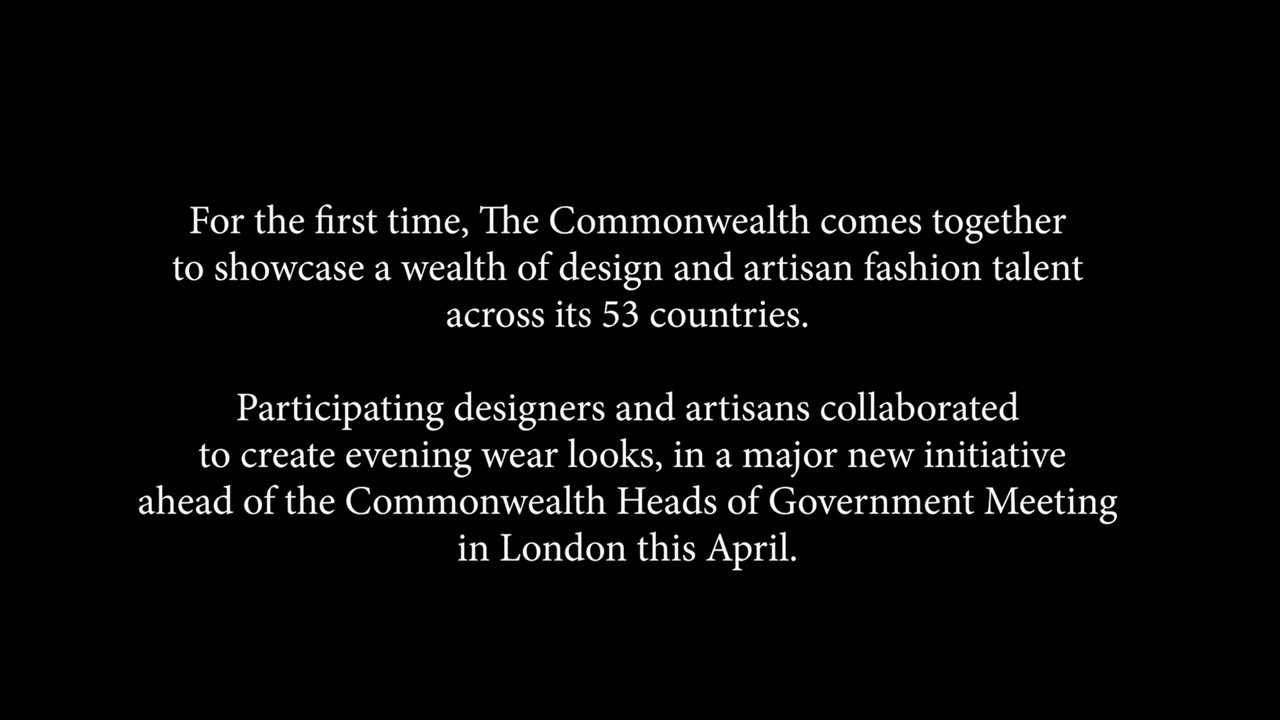 For the first time, The Commonwealth comes together
to showcase a wealth of design and artisan fashion talent
across its 53 countries.
Participating designers and artisans collaborated
to create evening wear looks, in a major new initiative
ahead of the Commonwealth Heads of Government Meeting
in London this April.